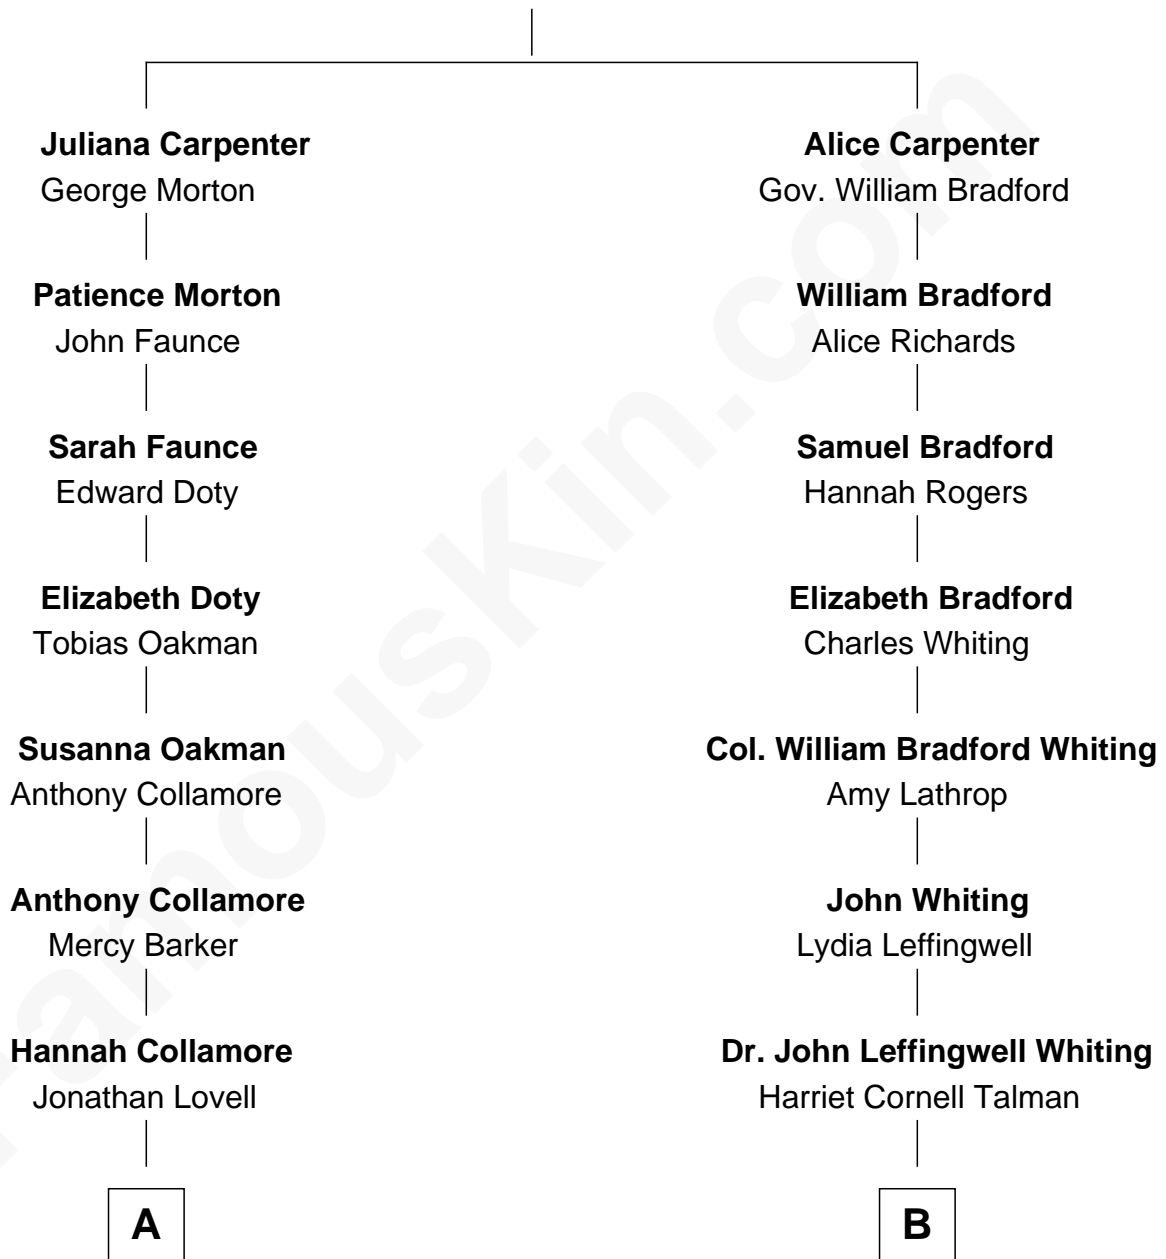 Juliana Carpenter
George Morton
Alice Carpenter
Gov. William Bradford
Patience Morton
John Faunce
William Bradford
Alice Richards
Sarah Faunce
Edward Doty
Samuel Bradford
Hannah Rogers
Elizabeth Doty
Tobias Oakman
Elizabeth Bradford
Charles Whiting
Susanna Oakman
Anthony Collamore
Col. William Bradford Whiting
Amy Lathrop
Anthony Collamore
Mercy Barker
John Whiting
Lydia Leffingwell
Hannah Collamore
Jonathan Lovell
Dr. John Leffingwell Whiting
Harriet Cornell Talman
A
B
FamousKin.com